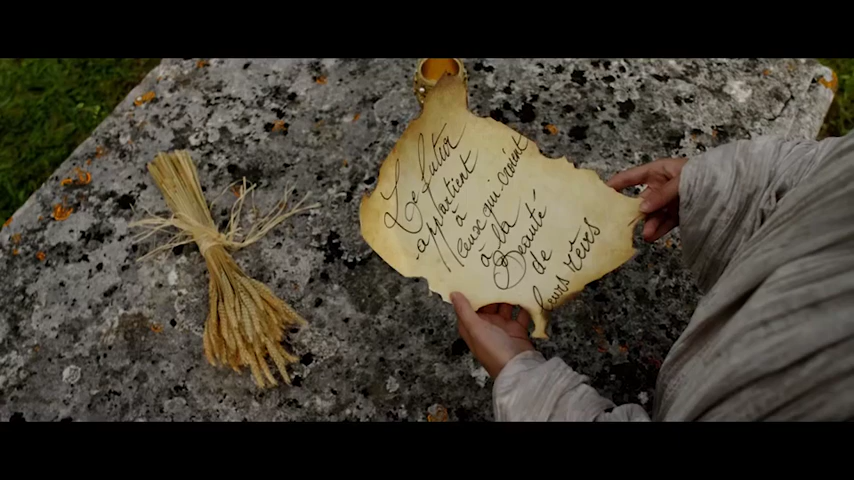 Le futur
appartient
à
ceux qui croient
à la
Beauté
de
leurs rêves